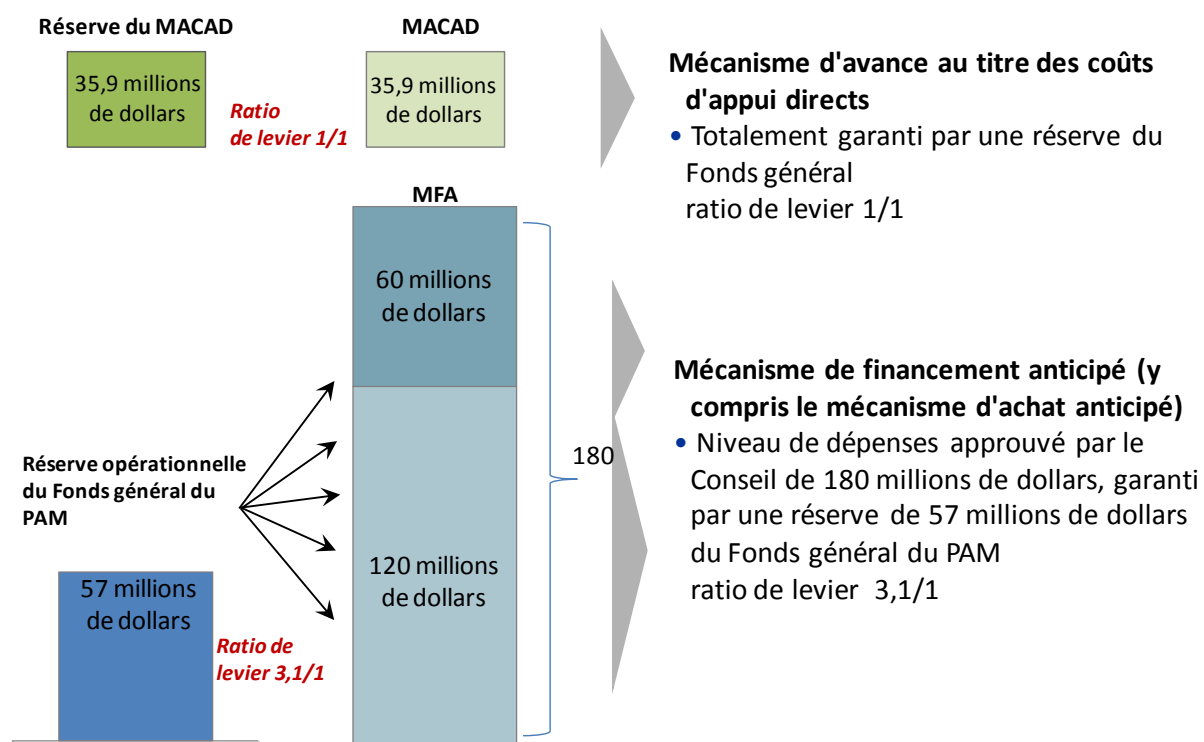 Réserve du MACAD
35,9 millions
de dollars
Ratio
de levier 1/1
MACAD
35,9 millions
de dollars
Mécanisme d'avance au titre des coûts
d'appui directs
• Totalement garanti par une réserve du
Fonds général
ratio de levier 1/1
MFA
60 millions
de dollars
120 millions
de dollars
180
Réserve opérationnelle
du Fonds général du
PAM
57 millions
de dollars
Ratio de
levier 3,1/1
Mécanisme de financement anticipé (y
compris le mécanisme d'achat anticipé)
• Niveau de dépenses approuvé par le
Conseil de 180 millions de dollars, garanti
par une réserve de 57 millions de dollars
du Fonds général du PAM
ratio de levier 3,1/1